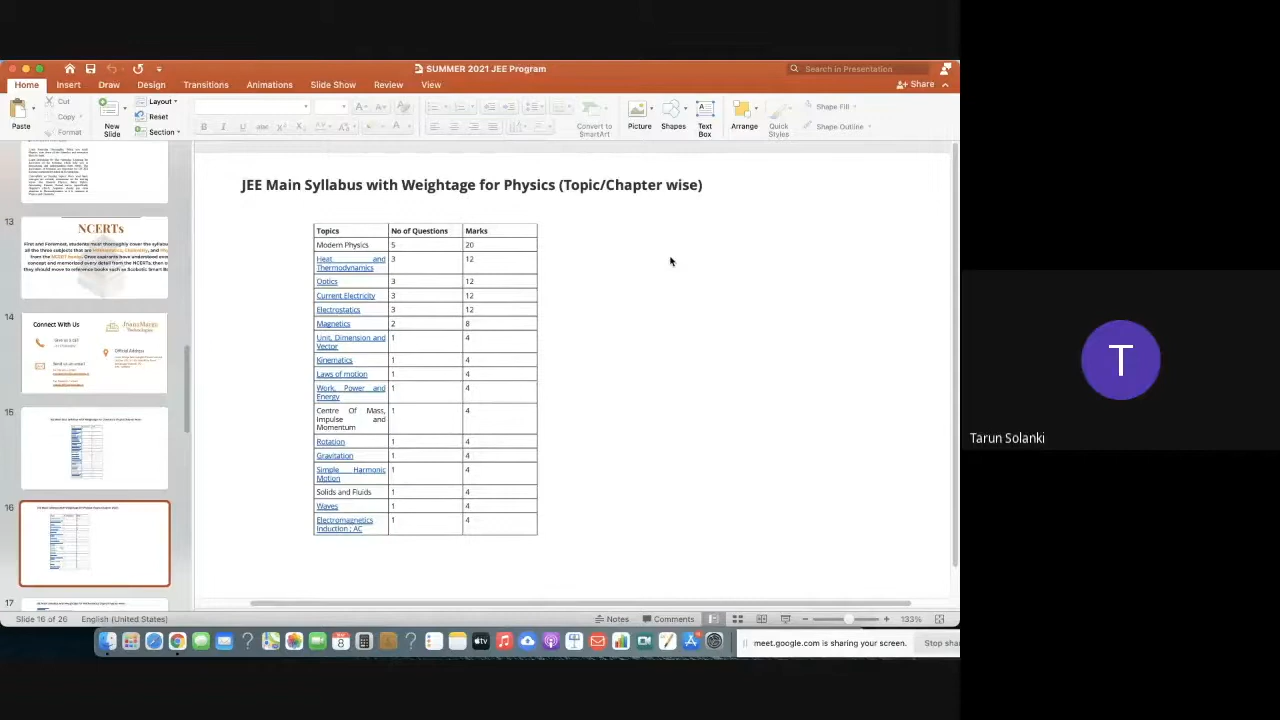 SUMMER 2021 JEE Program
Search in Presentation
Home Insert Draw Design Transitions Animations Slide Show Review View
Share
Paste
Cut
Copy
Format
New Slide
Layout
Reset
Section
Convert to SmartArt
Picture
Shapes
Text Box
Arrange
Quick Styles
Shape Fill
Shape Outline
13
NCERTs
14
Connect With Us
Official Address
15
16
17
JEE Main Syllabus with Weightage for Physics (Topic/Chapter wise)
Topics No of Questions Marks
Modern Physics 5 20
Heat and Thermodynamics 3 12
Optics 3 12
Current Electricity 3 12
Electrostatics 3 12
Magnetics 2 8
Unit, Dimension and Vector 1 4
Kinematics 1 4
Laws of motion 1 4
Work, Power and Energy 1 4
Centre Of Mass, Impulse and Momentum 1 4
Rotation 1 4
Gravitation 1 4
Simple Harmonic Motion 1 4
Solids and Fluids 1 4
Waves 1 4
Electromagnetics Induction ; AC 1 4
Slide 16 of 26 English (United States)
Notes Comments 133%
meet.google.com is sharing your screen. Stop sha
T
Tarun Solanki